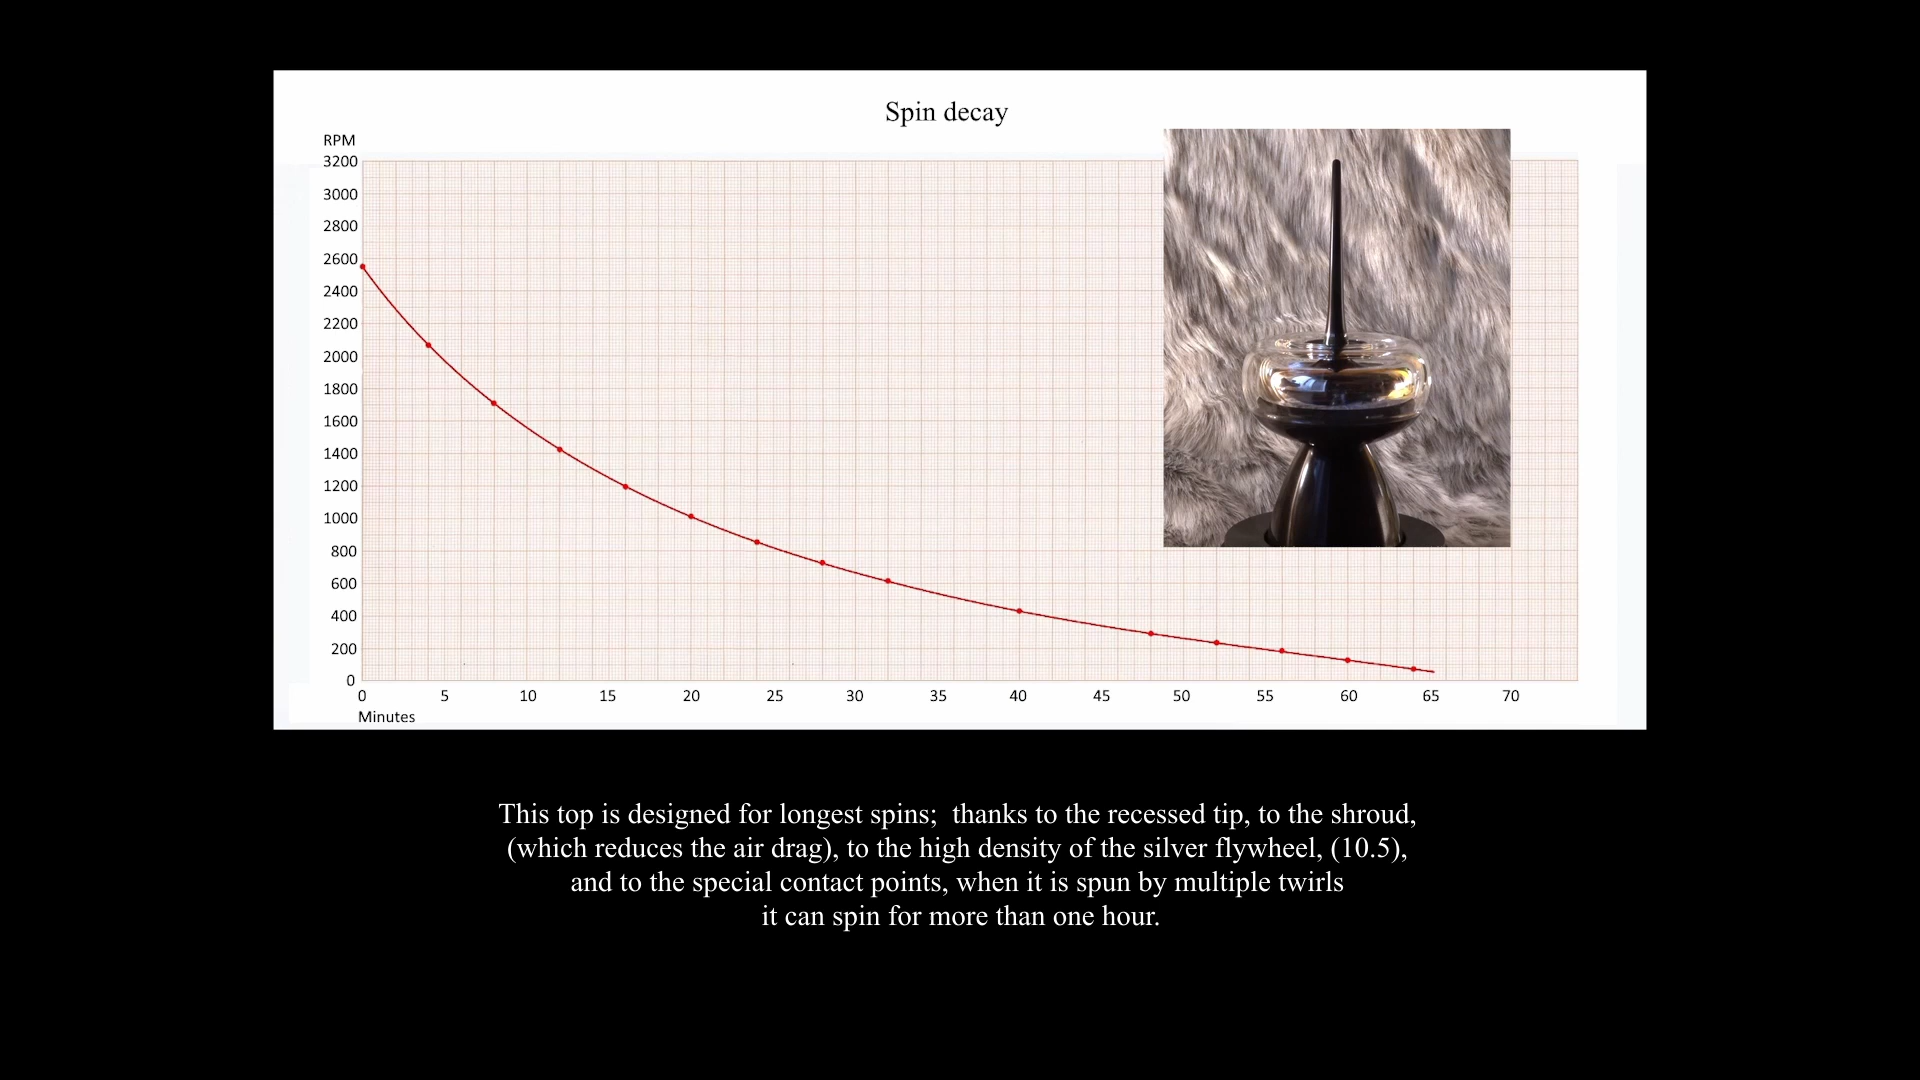 Spin decay
RPM
3200
3000
2800
2600
2400
2200
2000
1800
1600
1400
1200
1000
800
600
400
200
0
0 5 10 15 20 25 30 35 40 45 50 55 60 65 70
Minutes
This top is designed for longest spins;  thanks to the recessed tip, to the shroud,
(which reduces the air drag), to the high density of the silver flywheel, (10.5),
and to the special contact points, when it is spun by multiple twirls
it can spin for more than one hour.